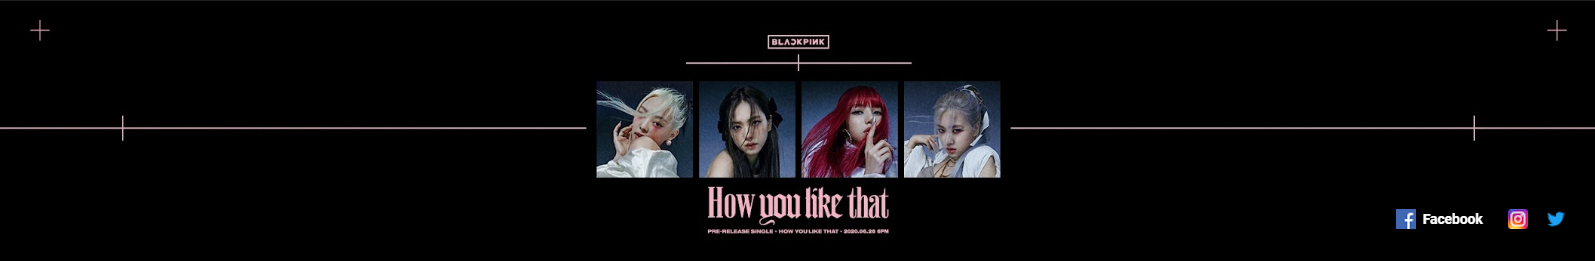 BLACKPINK
How you like that
PRE-RELEASE SINGLE • HOW YOU LIKE THAT • 2020.06.26 6PM
Facebook